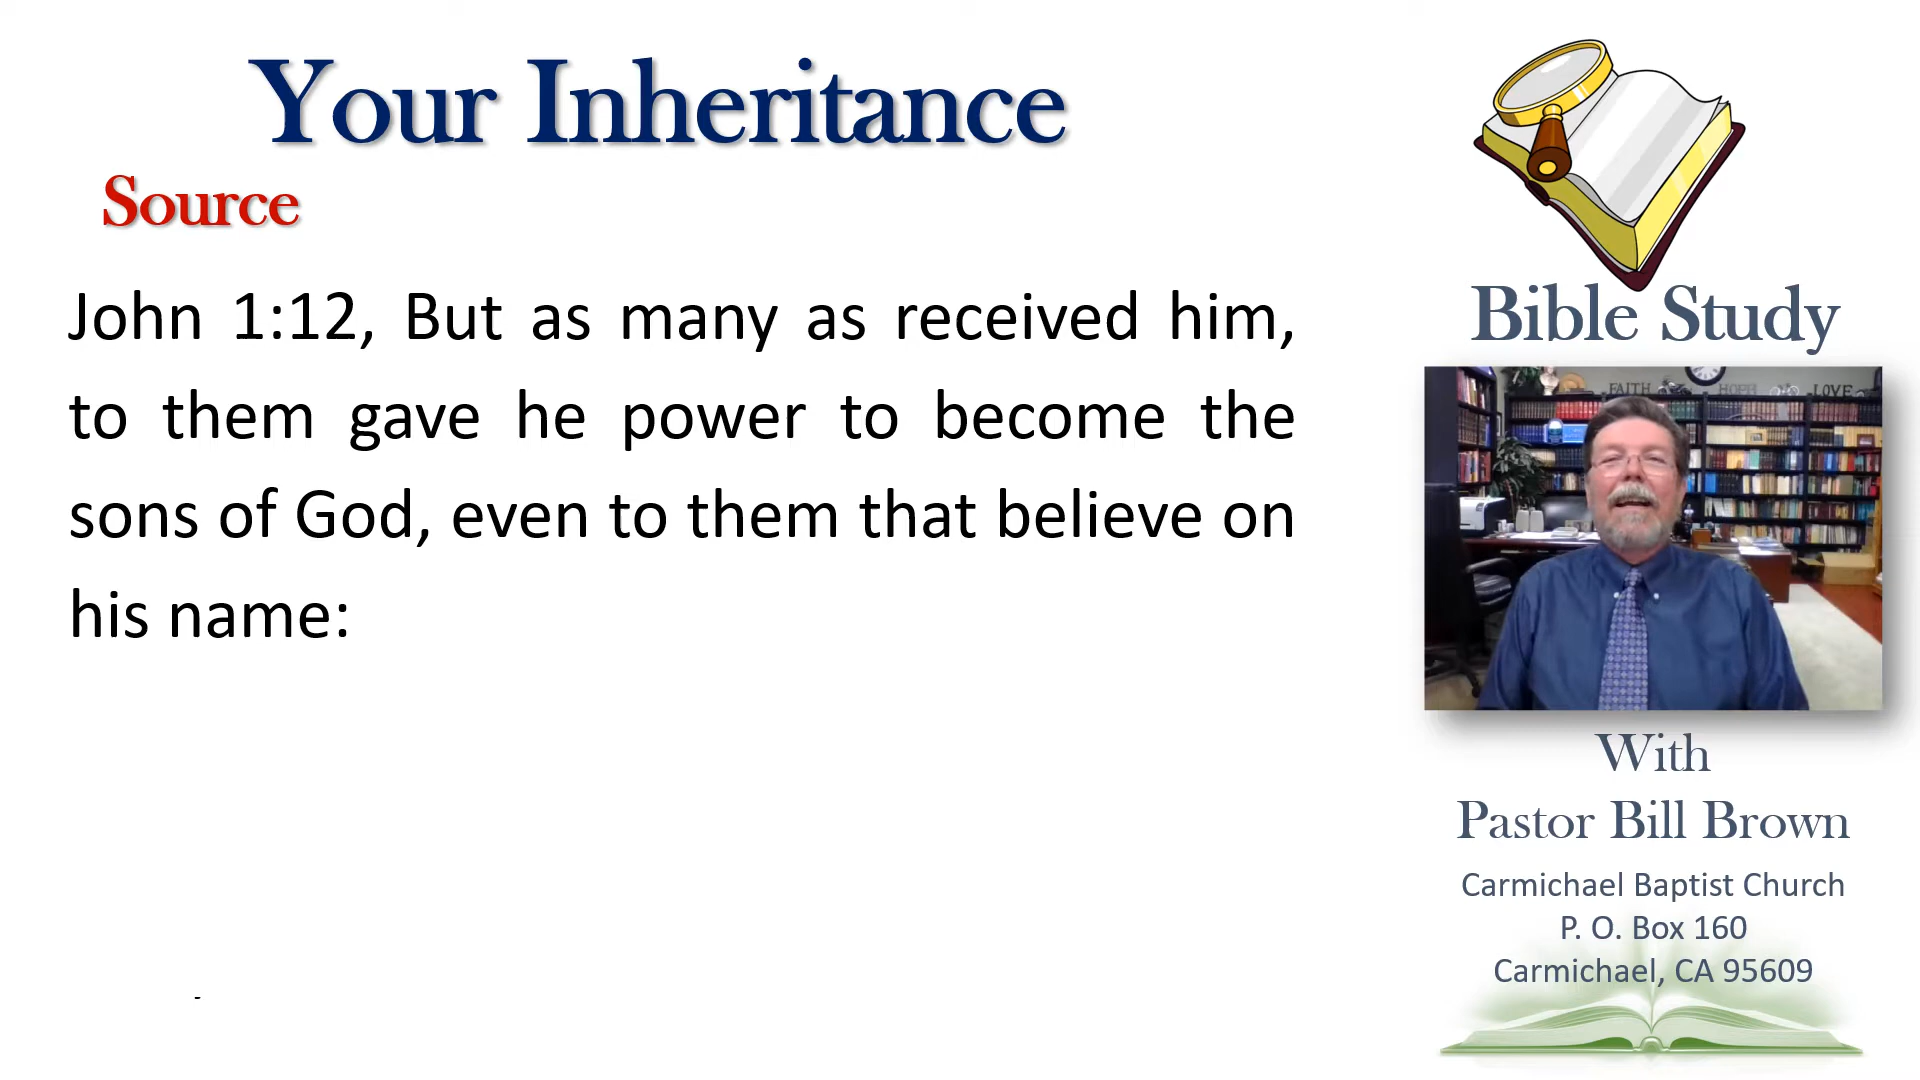 Your Inheritance
Source
John 1:12, But as many as received him,
to them gave he power to become the
sons of God, even to them that believe on
his name:
Bible Study
FAITH HOPE LOVE
With
Pastor Bill Brown
Carmichael Baptist Church
P. O. Box 160
Carmichael, CA 95609